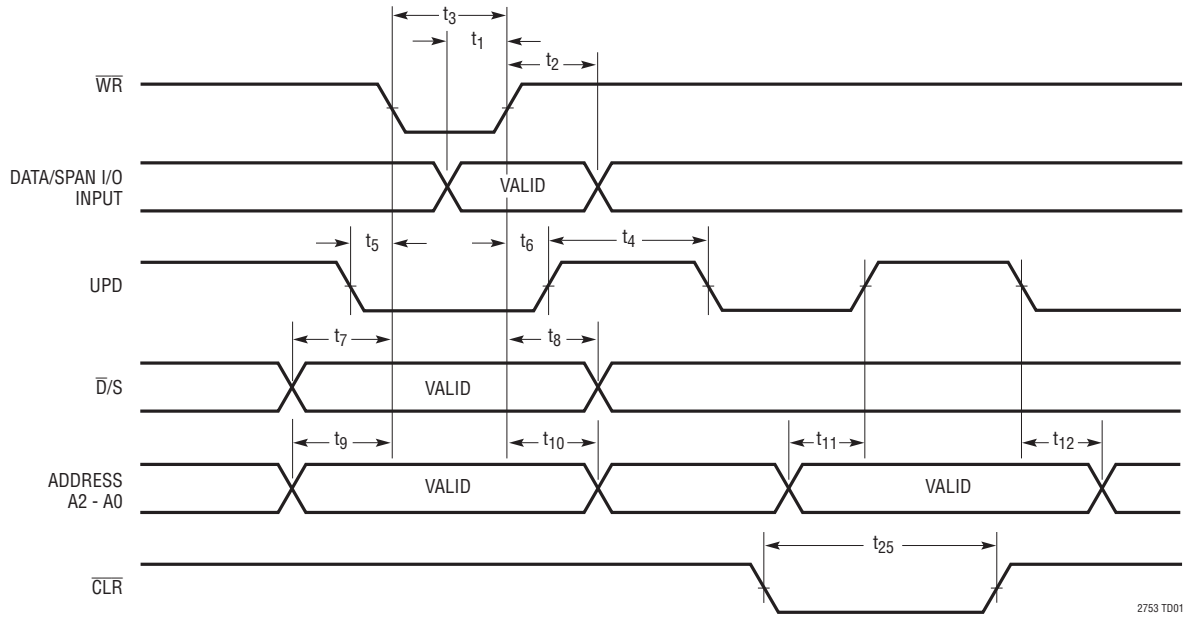 t3
t1
t2
WR
DATA/SPAN I/O
INPUT
VALID
t5
t6
t4
UPD
t7
t8
D/S
VALID
t9
t10
t11
t12
ADDRESS
A2 - A0
VALID
VALID
t25
CLR
2753 TD01